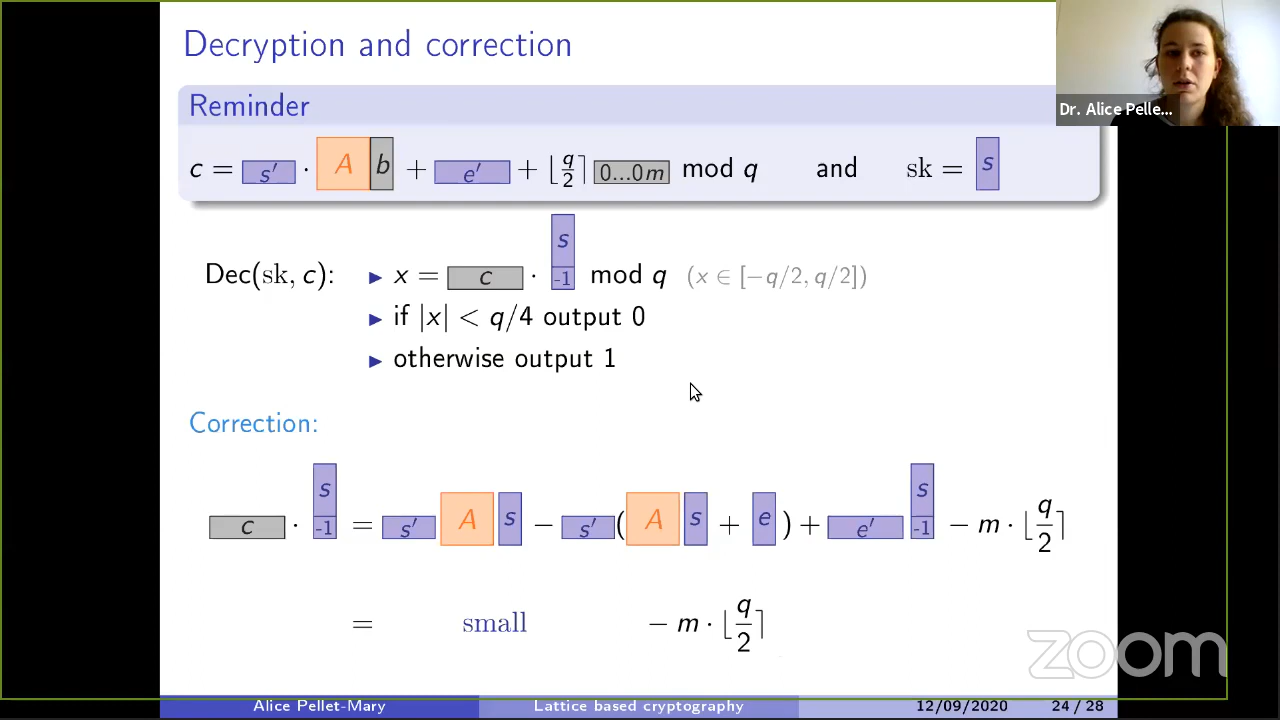 Decryption and correction
Reminder
c = s′ · A b + e′ + ⌊q/2⌉ 0...0m mod q and sk = s
Dr. Alice Pelle...
Dec(sk, c): ▶ x = c · s -1 mod q (x ∈ [−q/2, q/2])
▶ if |x| < q/4 output 0
▶ otherwise output 1
Correction:
c · s -1 = s′ A s − s′ ( A s + e ) + e′ s -1 − m · ⌊q/2⌉
= small − m · ⌊q/2⌉
zoom
Alice Pellet-Mary Lattice based cryptography 12/09/2020 24 / 28